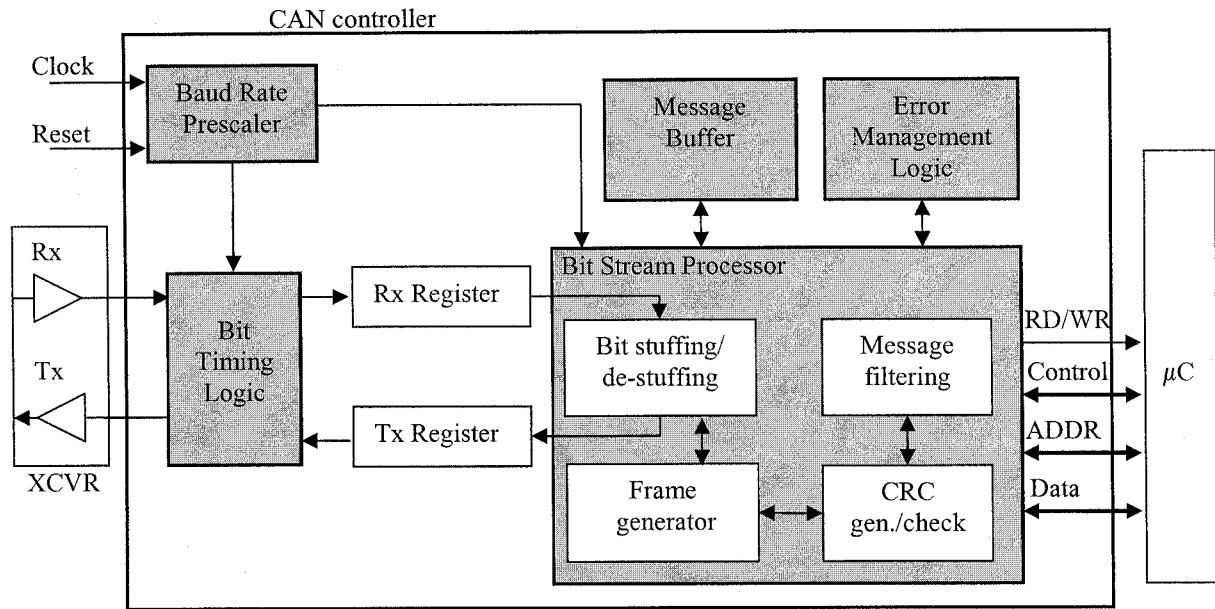 CAN controller
Clock
Reset
Baud Rate
Prescaler
Message
Buffer
Error
Management
Logic
Rx
Tx
XCVR
Bit
Timing
Logic
Rx Register
Tx Register
Bit Stream Processor
Bit stuffing/
de-stuffing
Message
filtering
Frame
generator
CRC
gen./check
RD/WR
Control
ADDR
Data
μC